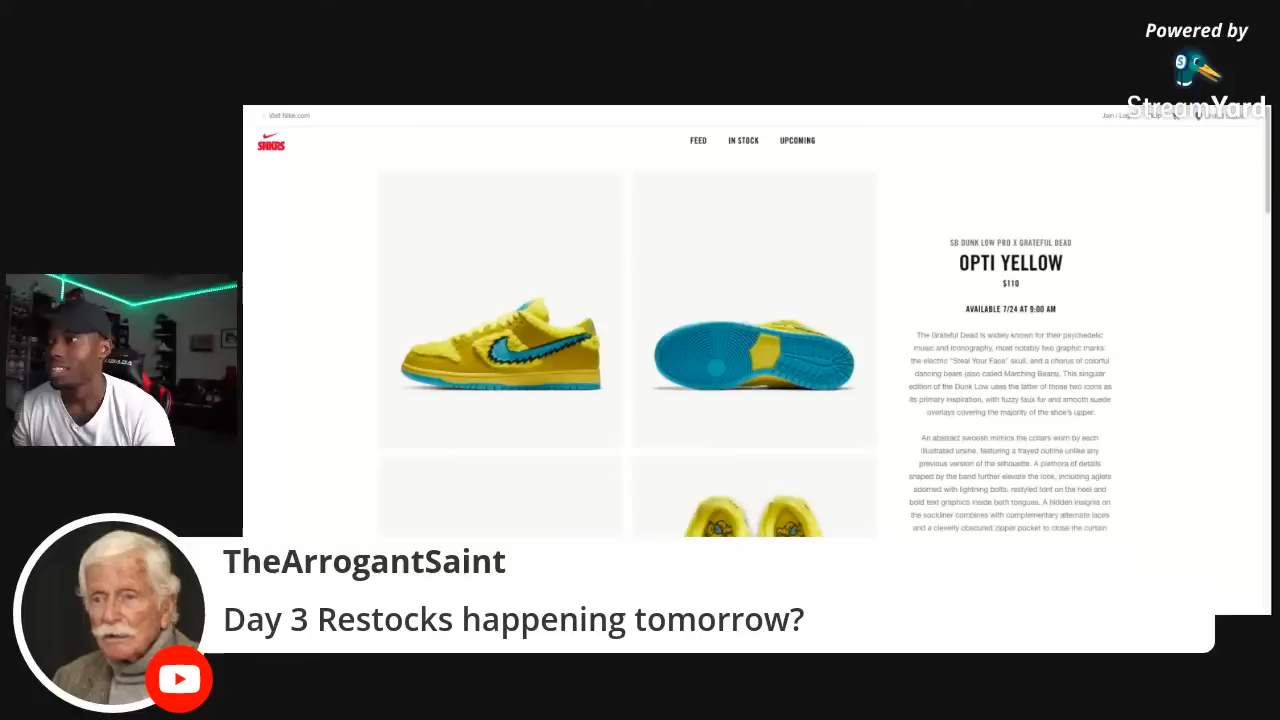 Powered by
StreamYard
Visit Nike.com
Join / Log
SNKRS
FEED
IN STOCK
UPCOMING
SB DUNK LOW PRO X GRATEFUL DEAD
OPTI YELLOW
$110
AVAILABLE 7/24 AT 9:00 AM
The Grateful Dead is widely known for their psychedelic
music and iconography, most notably two graphic marks:
the electric "Steal Your Face" skull, and a chorus of colorful
dancing bears (also called Marching Bears). This singular
edition of the Dunk Low uses the latter of those two icons as
its primary inspiration, with fuzzy faux fur and smooth suede
overlays covering the majority of the shoe's upper.
An abstract swoosh mimics the collars worn by each
illustrated ursine, featuring a frayed outline unlike any
previous version of the silhouette. A plethora of details
shaped by the band further elevate the look, including aglets
adorned with lightning bolts, restyled font on the heel and
bold text graphics inside both tongues. A hidden insignia on
the sockliner combines with complementary alternate laces
and a cleverly obscured zipper pocket to close the curtain
TheArrogantSaint
Day 3 Restocks happening tomorrow?